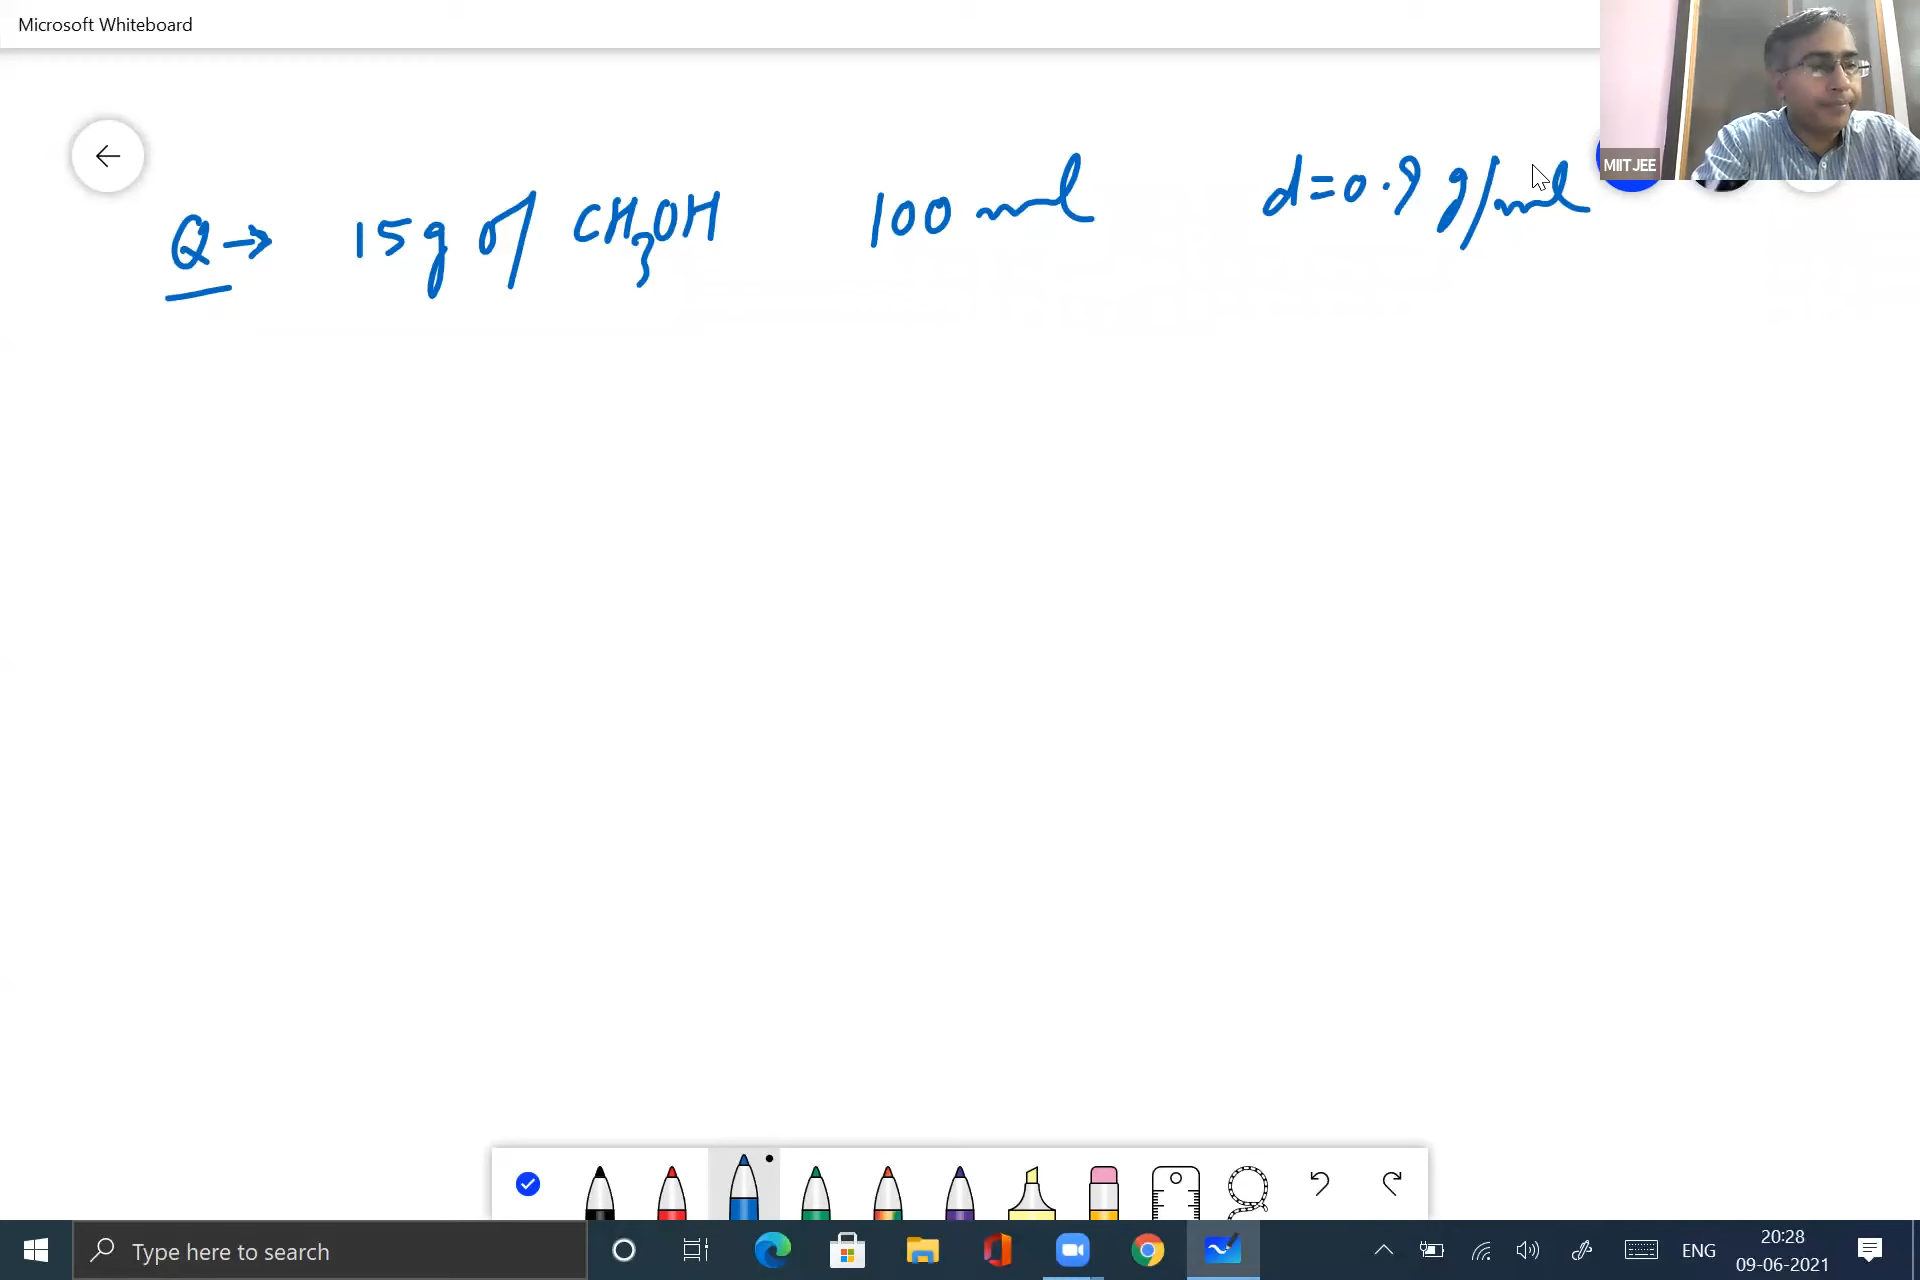 Microsoft Whiteboard
MIIT JEE
Q → 15 g of CH3OH 100 ml d=0.9 g/ml
Type here to search
ENG
20:28
09-06-2021